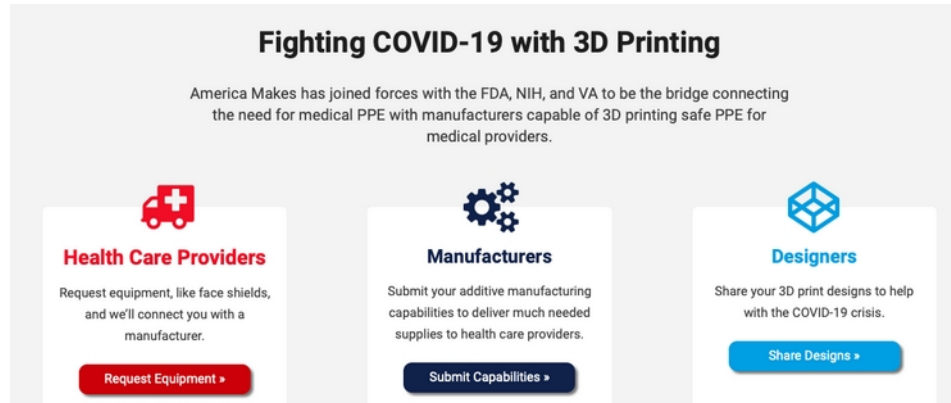 Fighting COVID-19 with 3D Printing
America Makes has joined forces with the FDA, NIH, and VA to be the bridge connecting
the need for medical PPE with manufacturers capable of 3D printing safe PPE for
medical providers.
Health Care Providers
Request equipment, like face shields,
and we'll connect you with a
manufacturer.
Request Equipment »
Manufacturers
Submit your additive manufacturing
capabilities to deliver much needed
supplies to health care providers.
Submit Capabilities »
Designers
Share your 3D print designs to help
with the COVID-19 crisis.
Share Designs »